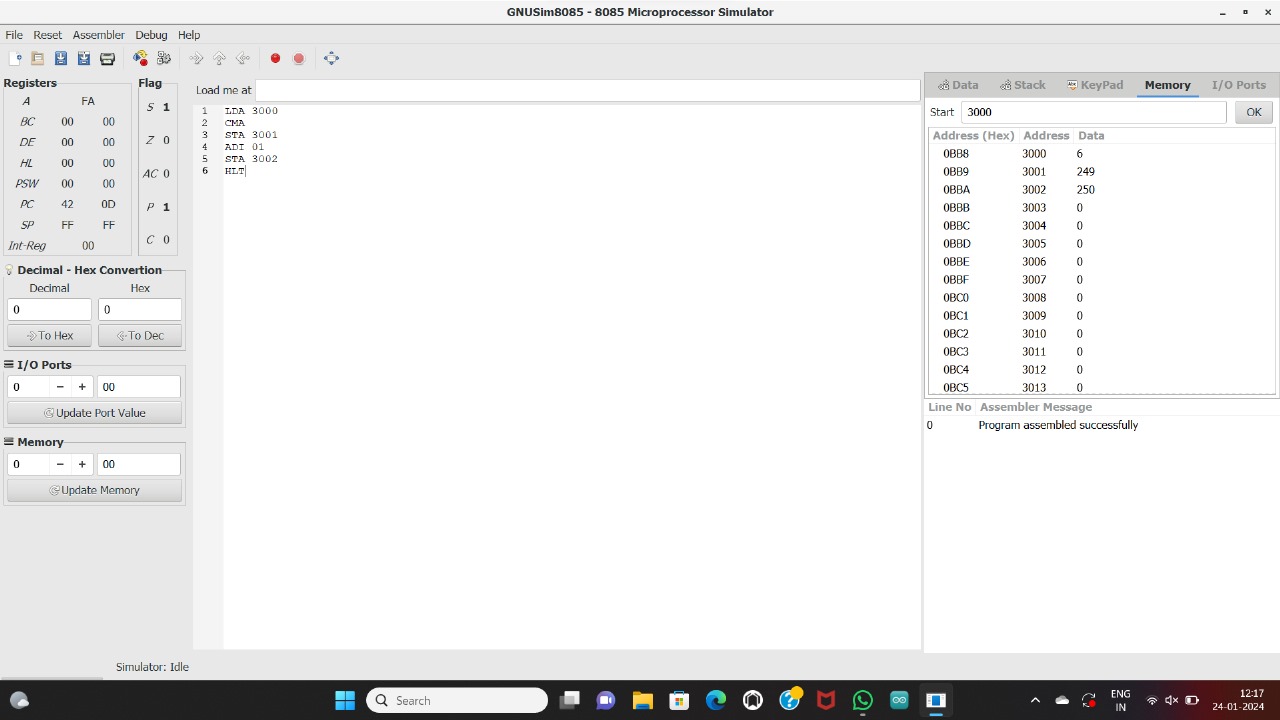 GNUSim8085 - 8085 Microprocessor Simulator
File Reset Assembler Debug Help
Registers
A FA
BC 00 00
DE 00 00
HL 00 00
PSW 00 00
PC 42 0D
SP FF FF
Int-Reg 00
Flag
S 1
Z 0
AC 0
P 1
C 0
Decimal - Hex Convertion
Decimal Hex
0 0
To Hex To Dec
I/O Ports
0 − + 00
Update Port Value
Memory
0 − + 00
Update Memory
Load me at
1 LDA 3000
2 CMA
3 STA 3001
4 ADI 01
5 STA 3002
6 HLT
Data Stack KeyPad Memory I/O Ports
Start 3000 OK
Address (Hex) Address Data
0BB8 3000 6
0BB9 3001 249
0BBA 3002 250
0BBB 3003 0
0BBC 3004 0
0BBD 3005 0
0BBE 3006 0
0BBF 3007 0
0BC0 3008 0
0BC1 3009 0
0BC2 3010 0
0BC3 3011 0
0BC4 3012 0
0BC5 3013 0
Line No Assembler Message
0 Program assembled successfully
Simulator: Idle
Search
ENG
IN
12:17
24-01-2024